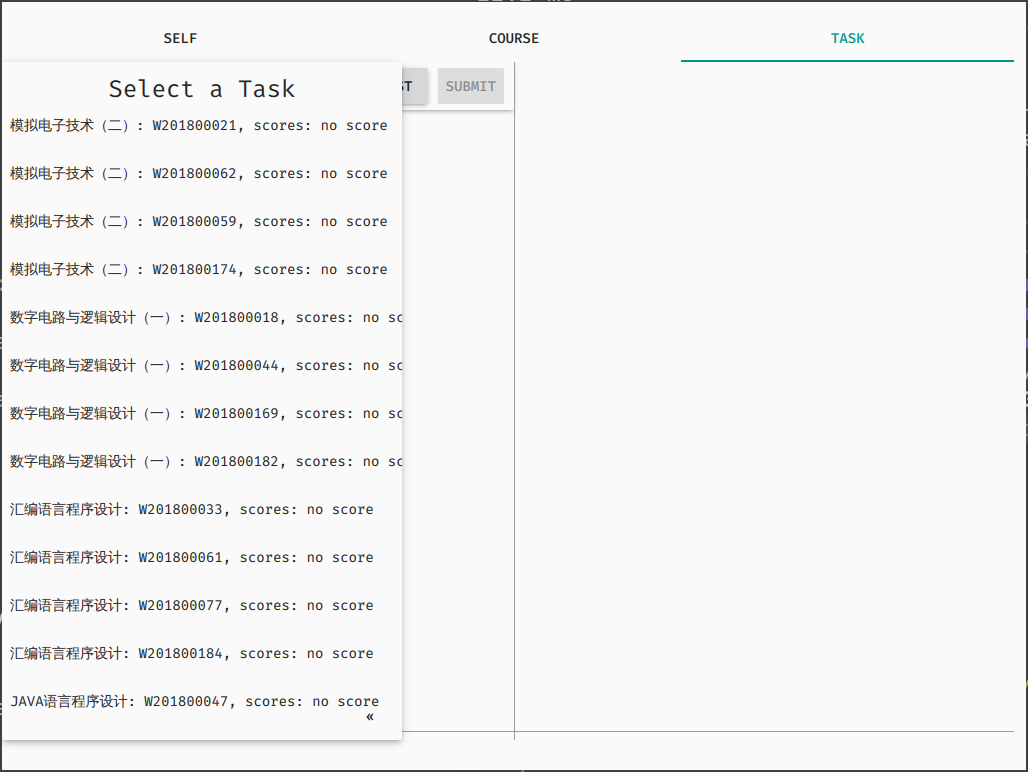 SELF
COURSE
TASK
Select a Task
SUBMIT
模拟电子技术（二）: W201800021, scores: no score
模拟电子技术（二）: W201800062, scores: no score
模拟电子技术（二）: W201800059, scores: no score
模拟电子技术（二）: W201800174, scores: no score
数字电路与逻辑设计（一）: W201800018, scores: no sc
数字电路与逻辑设计（一）: W201800044, scores: no sc
数字电路与逻辑设计（一）: W201800169, scores: no sc
数字电路与逻辑设计（一）: W201800182, scores: no sc
汇编语言程序设计: W201800033, scores: no score
汇编语言程序设计: W201800061, scores: no score
汇编语言程序设计: W201800077, scores: no score
汇编语言程序设计: W201800184, scores: no score
JAVA语言程序设计: W201800047, scores: no score
«